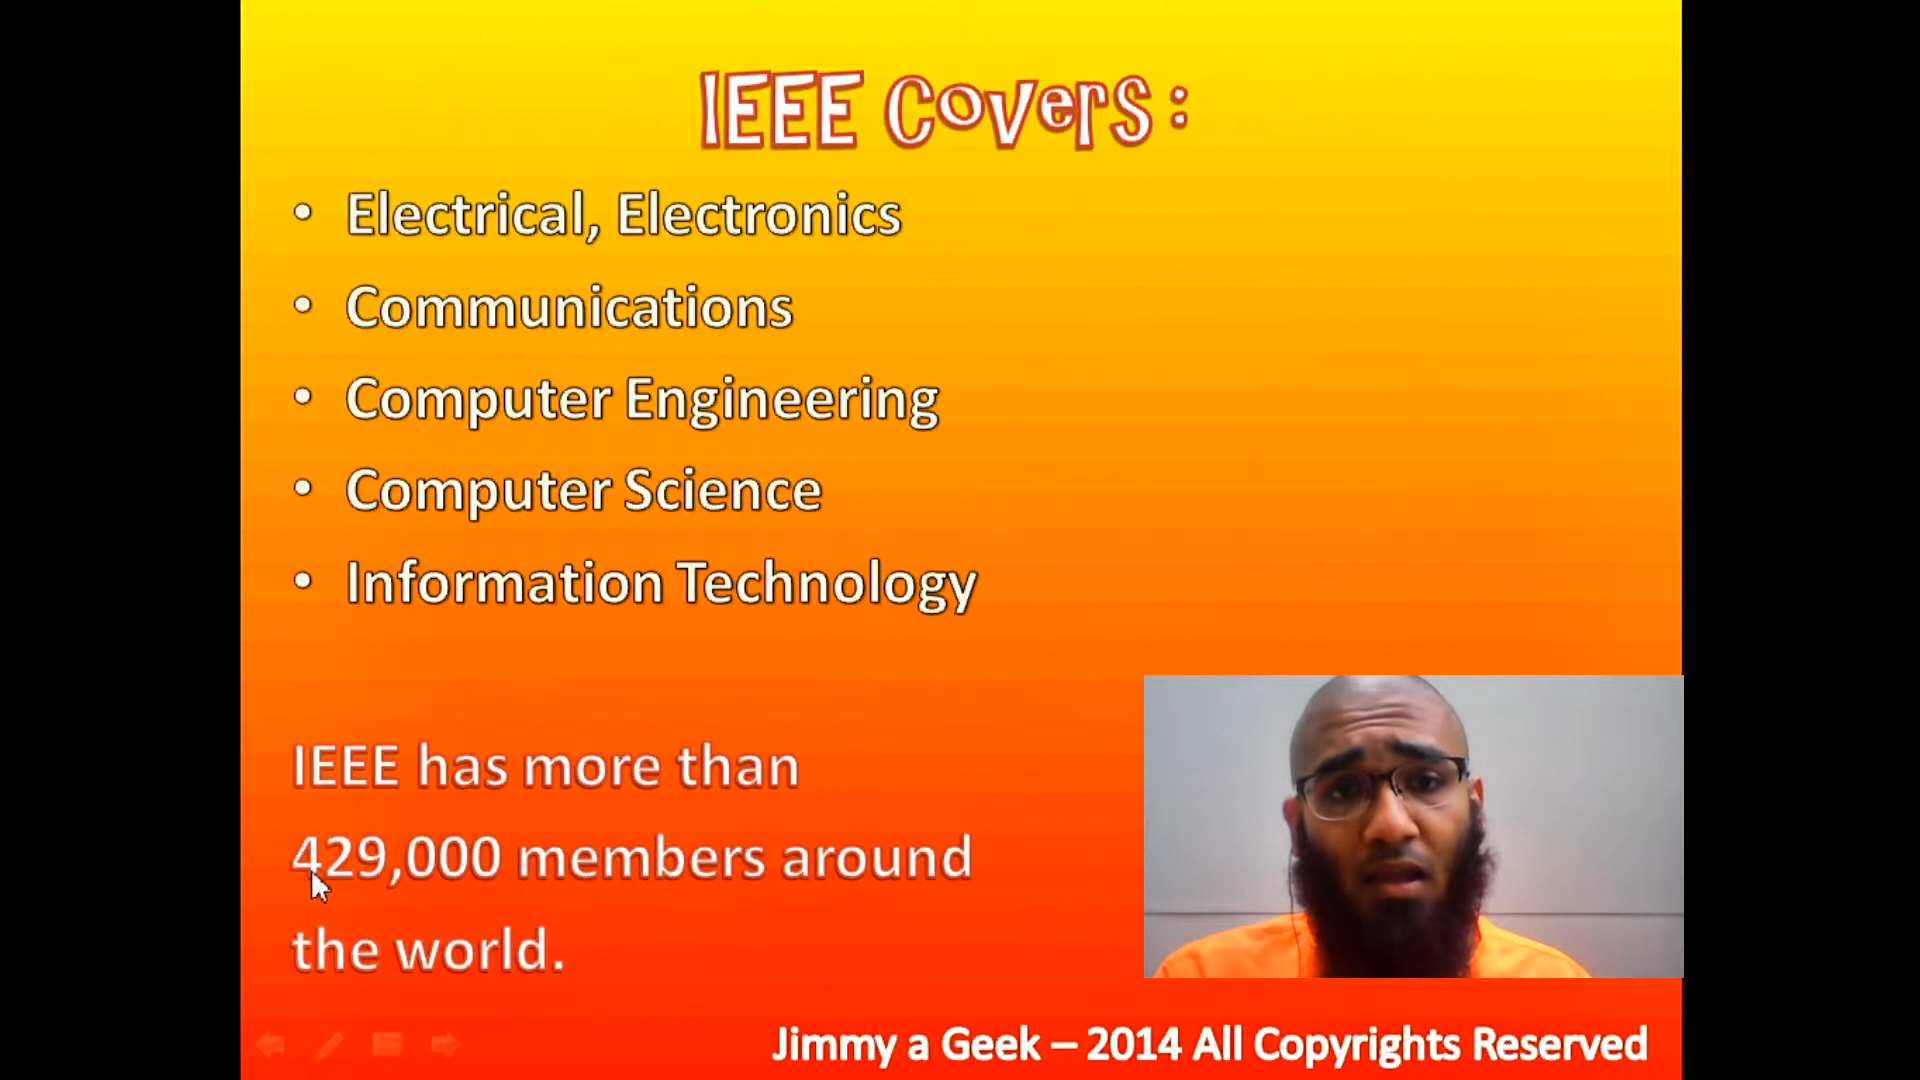 IEEE Covers :
• Electrical, Electronics
• Communications
• Computer Engineering
• Computer Science
• Information Technology
IEEE has more than
429,000 members around
the world.
Jimmy a Geek – 2014 All Copyrights Reserved